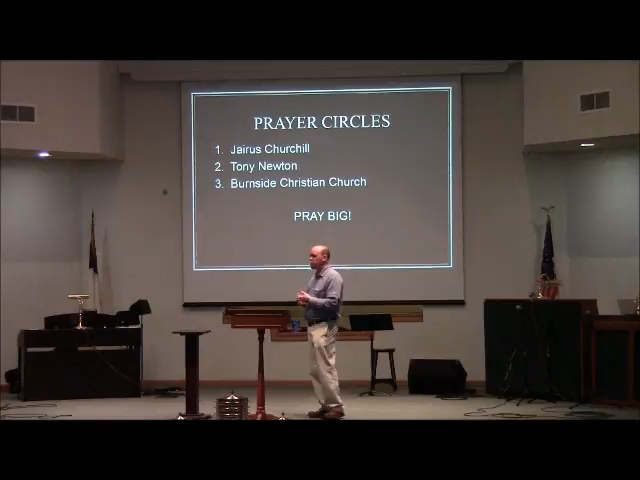 PRAYER CIRCLES
1. Jairus Churchill
2. Tony Newton
3. Burnside Christian Church
PRAY BIG!